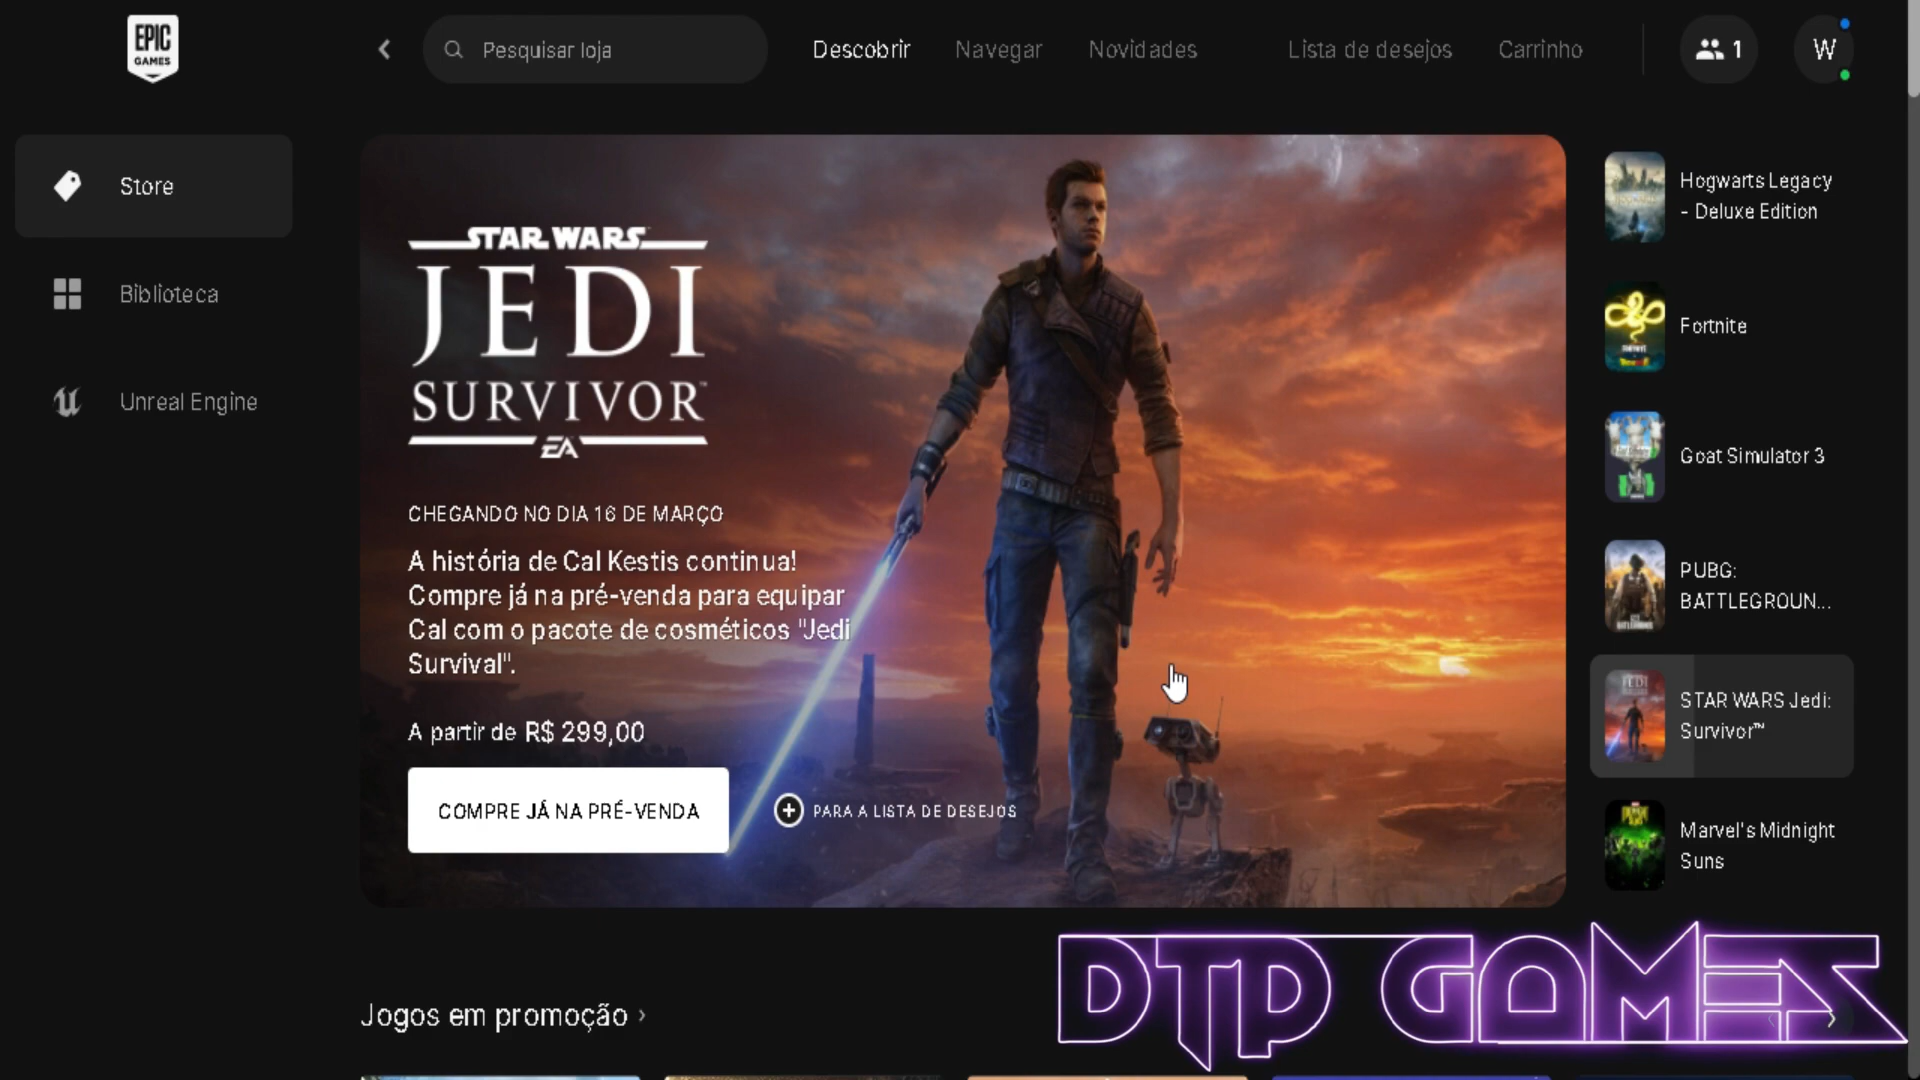 EPIC
GAMES
Pesquisar loja
Descobrir
Navegar
Novidades
Lista de desejos
Carrinho
1
W
Store
Biblioteca
Unreal Engine
STAR WARS
JEDI
SURVIVOR™
EA
CHEGANDO NO DIA 16 DE MARÇO
A história de Cal Kestis continua!
Compre já na pré-venda para equipar
Cal com o pacote de cosméticos "Jedi
Survival".
A partir de R$ 299,00
COMPRE JÁ NA PRÉ-VENDA
PARA A LISTA DE DESEJOS
Hogwarts Legacy
- Deluxe Edition
Fortnite
Goat Simulator 3
PUBG:
BATTLEGROUN...
JEDI
STAR WARS Jedi:
Survivor™
Marvel's Midnight
Suns
Jogos em promoção
DTP GAMES